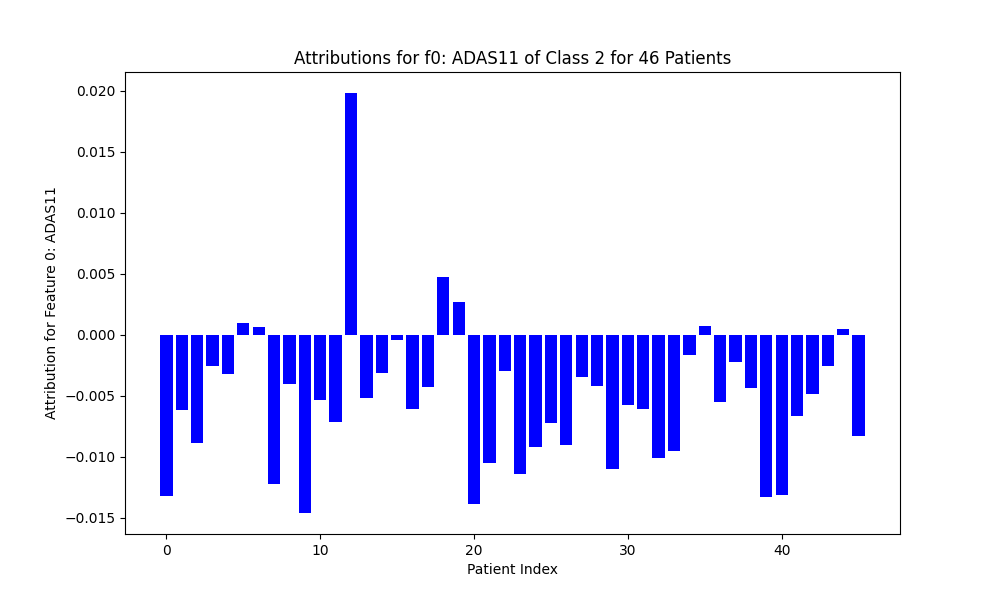 Attributions for f0: ADAS11 of Class 2 for 46 Patients
Attribution for Feature 0: ADAS11
0.020
0.015
0.010
0.005
0.000
−0.005
−0.010
−0.015
0 10 20 30 40
Patient Index